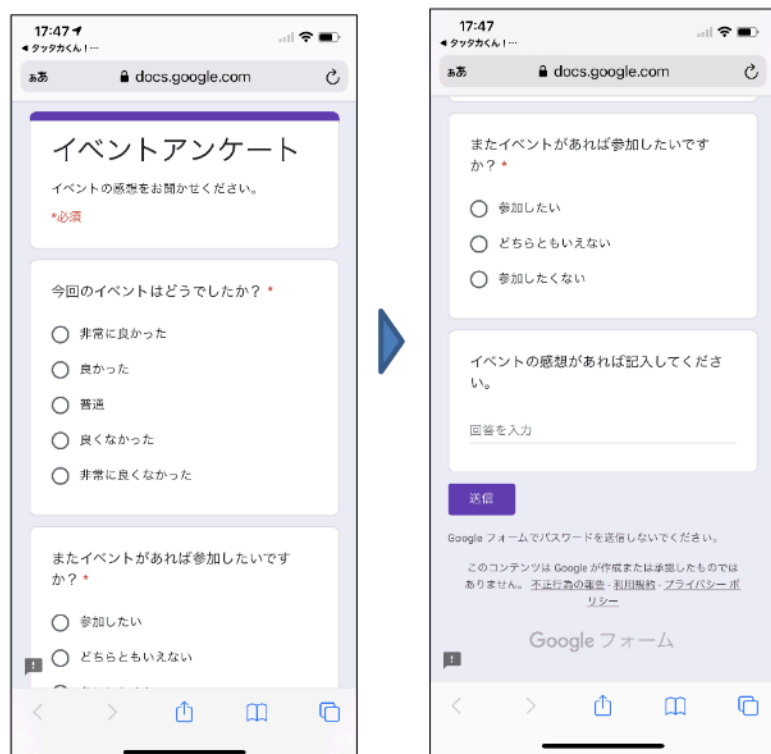 17:47
◀ タッタカくん！…
ぁあ
docs.google.com
イベントアンケート
イベントの感想をお聞かせください。
*必須
今回のイベントはどうでしたか？ *
非常に良かった
良かった
普通
良くなかった
非常に良くなかった
またイベントがあれば参加したいです
か？ *
参加したい
どちらともいえない
17:47
◀ タッタカくん！…
ぁあ
docs.google.com
またイベントがあれば参加したいです
か？ *
参加したい
どちらともいえない
参加したくない
イベントの感想があれば記入してくださ
い。
回答を入力
送信
Google フォームでパスワードを送信しないでください。
このコンテンツは Google が作成または承認したものでは
ありません。 不正行為の報告 - 利用規約 - プライバシー ポ
リシー
Google フォーム